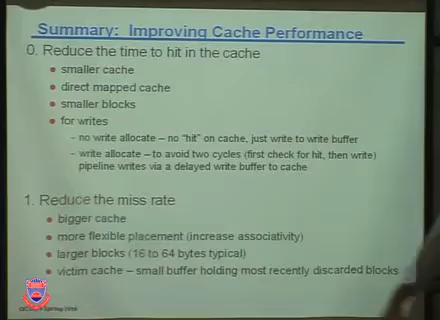 Summary: Improving Cache Performance
0. Reduce the time to hit in the cache
• smaller cache
• direct mapped cache
• smaller blocks
• for writes
- no write allocate – no "hit" on cache, just write to write buffer
- write allocate – to avoid two cycles (first check for hit, then write)
pipeline writes via a delayed write buffer to cache
1. Reduce the miss rate
• bigger cache
• more flexible placement (increase associativity)
• larger blocks (16 to 64 bytes typical)
• victim cache – small buffer holding most recently discarded blocks
Spring